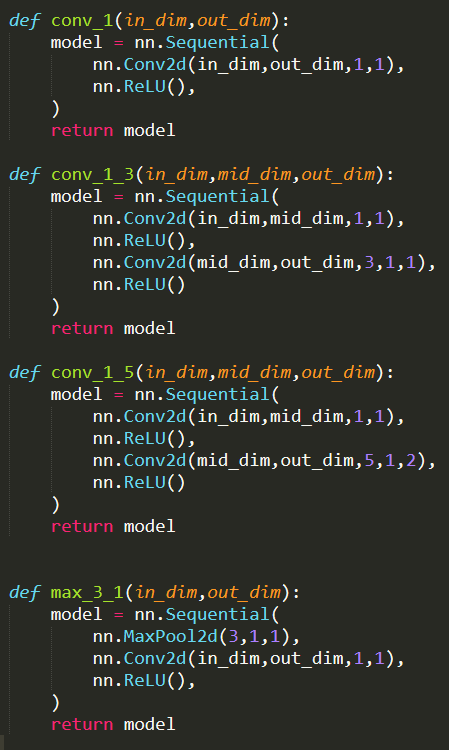 def conv_1(in_dim,out_dim):
    model = nn.Sequential(
        nn.Conv2d(in_dim,out_dim,1,1),
        nn.ReLU(),
    )
    return model

def conv_1_3(in_dim,mid_dim,out_dim):
    model = nn.Sequential(
        nn.Conv2d(in_dim,mid_dim,1,1),
        nn.ReLU(),
        nn.Conv2d(mid_dim,out_dim,3,1,1),
        nn.ReLU()
    )
    return model

def conv_1_5(in_dim,mid_dim,out_dim):
    model = nn.Sequential(
        nn.Conv2d(in_dim,mid_dim,1,1),
        nn.ReLU(),
        nn.Conv2d(mid_dim,out_dim,5,1,2),
        nn.ReLU()
    )
    return model


def max_3_1(in_dim,out_dim):
    model = nn.Sequential(
        nn.MaxPool2d(3,1,1),
        nn.Conv2d(in_dim,out_dim,1,1),
        nn.ReLU(),
    )
    return model